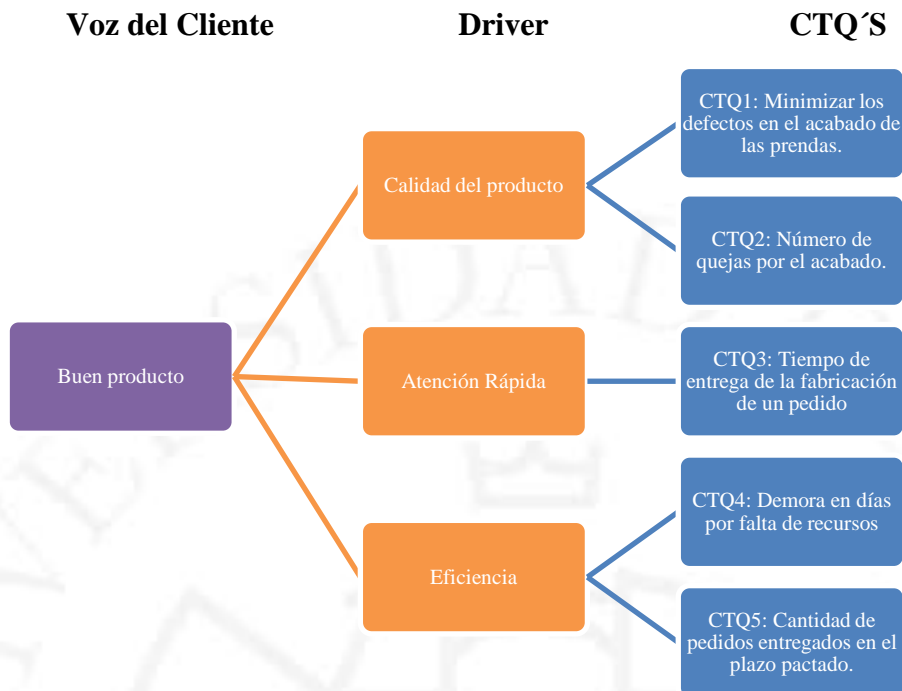 Voz del Cliente
Driver
CTQ´S
Buen producto
Calidad del producto
CTQ1: Minimizar los
defectos en el acabado de
las prendas.
CTQ2: Número de
quejas por el acabado.
Atención Rápida
CTQ3: Tiempo de
entrega de la fabricación
de un pedido
Eficiencia
CTQ4: Demora en días
por falta de recursos
CTQ5: Cantidad de
pedidos entregados en el
plazo pactado.